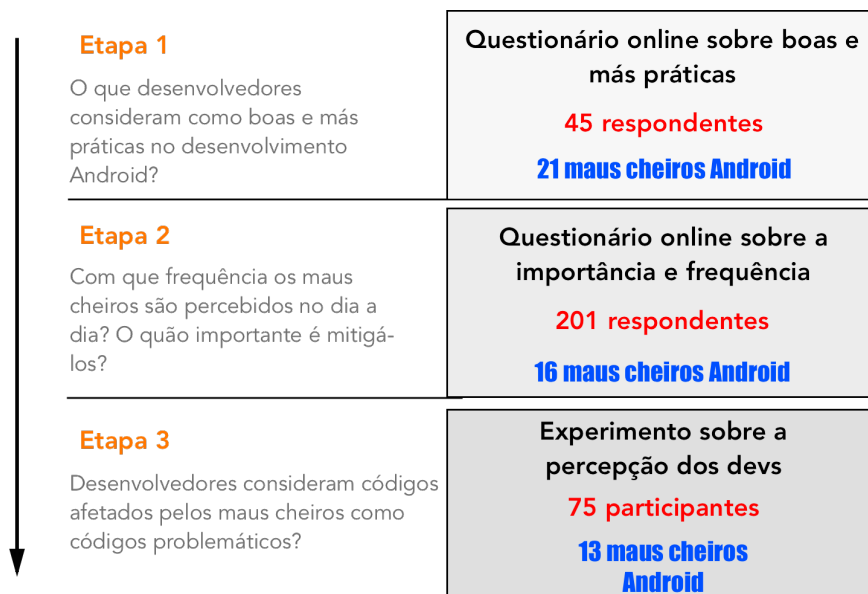 Etapa 1
O que desenvolvedores
consideram como boas e más
práticas no desenvolvimento
Android?
Questionário online sobre boas e
más práticas
45 respondentes
21 maus cheiros Android
Etapa 2
Com que frequência os maus
cheiros são percebidos no dia a
dia? O quão importante é mitigá-
los?
Questionário online sobre a
importância e frequência
201 respondentes
16 maus cheiros Android
Etapa 3
Desenvolvedores consideram códigos
afetados pelos maus cheiros como
códigos problemáticos?
Experimento sobre a
percepção dos devs
75 participantes
13 maus cheiros
Android